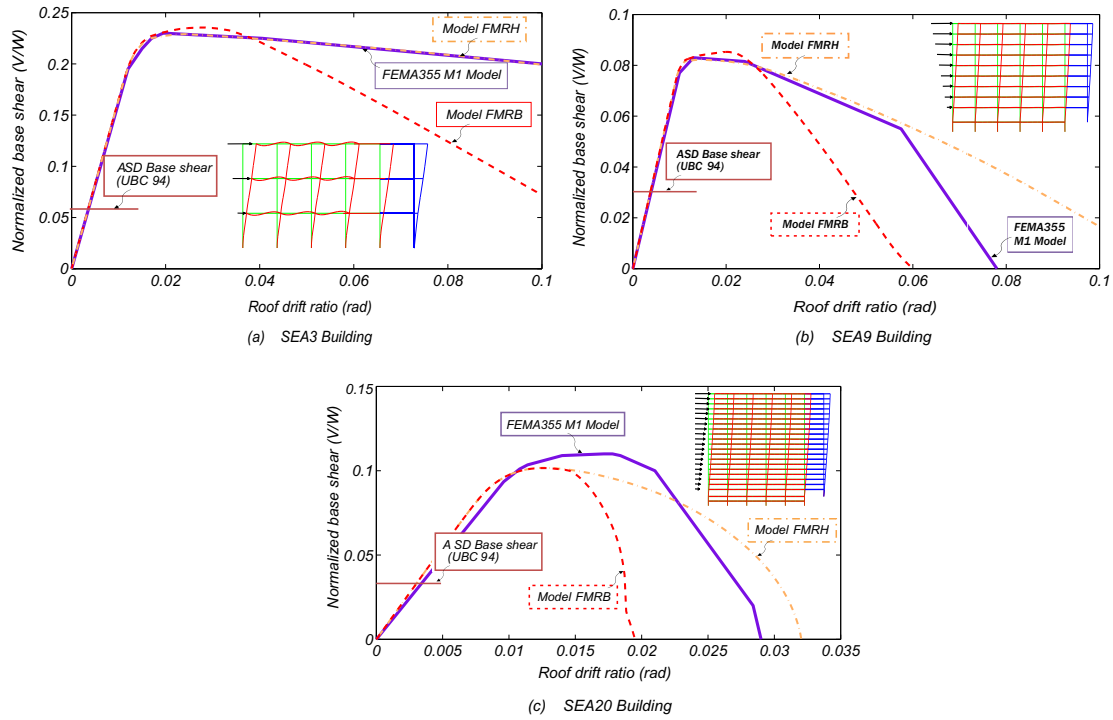 Normalized base shear (V/W)
0.25
0.20
0.15
0.10
0.05
0
Model FMRH
FEMA355 M1 Model
Model FMRB
ASD Base shear
(UBC 94)
0
0.02
0.04
0.06
0.08
0.1
Roof drift ratio (rad)
(a) SEA3 Building
Normalized base shear (V/W)
0.1
0.08
0.06
0.04
0.02
0
Model FMRH
ASD Base shear
(UBC 94)
Model FMRB
FEMA355
M1 Model
0
0.02
0.04
0.06
0.08
0.1
Roof drift ratio (rad)
(b) SEA9 Building
Normalized base shear (V/W)
0.15
0.1
0.05
0
FEMA355 M1 Model
Model FMRH
A SD Base shear
(UBC 94)
Model FMRB
0
0.005
0.01
0.015
0.02
0.025
0.03
0.035
Roof drift ratio (rad)
(c) SEA20 Building